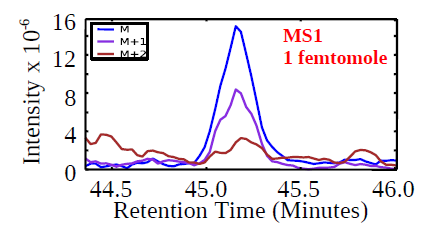 16
12
8
4
0
Intensity x 10-6
M
M+1
M+2
MS1
1 femtomole
44.5 45.0 45.5 46.0
Retention Time (Minutes)